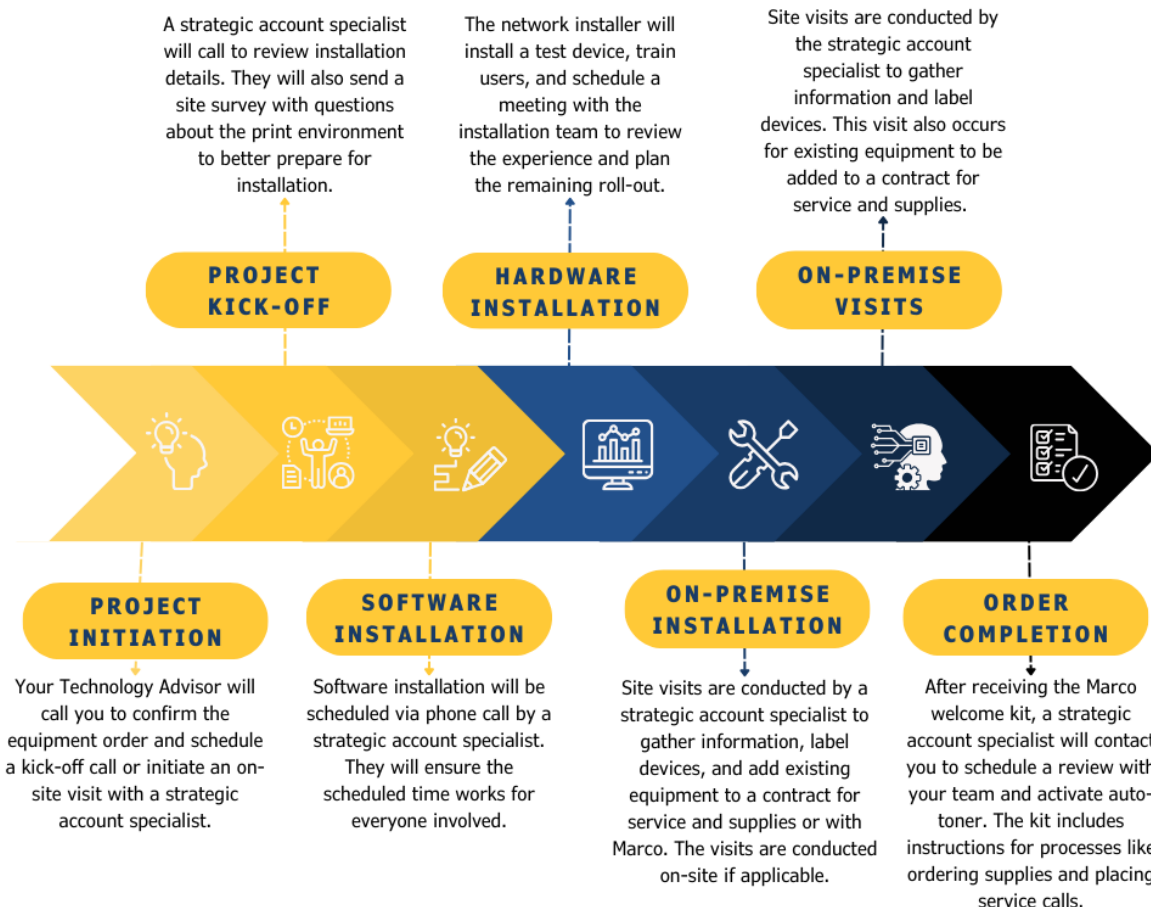 A strategic account specialist
will call to review installation
details. They will also send a
site survey with questions
about the print environment
to better prepare for
installation.
The network installer will
install a test device, train
users, and schedule a
meeting with the
installation team to review
the experience and plan
the remaining roll-out.
Site visits are conducted by
the strategic account
specialist to gather
information and label
devices. This visit also occurs
for existing equipment to be
added to a contract for
service and supplies.
PROJECT
KICK-OFF
HARDWARE
INSTALLATION
ON-PREMISE
VISITS
PROJECT
INITIATION
SOFTWARE
INSTALLATION
ON-PREMISE
INSTALLATION
ORDER
COMPLETION
Your Technology Advisor will
call you to confirm the
equipment order and schedule
a kick-off call or initiate an on-
site visit with a strategic
account specialist.
Software installation will be
scheduled via phone call by a
strategic account specialist.
They will ensure the
scheduled time works for
everyone involved.
Site visits are conducted by a
strategic account specialist to
gather information, label
devices, and add existing
equipment to a contract for
service and supplies or with
Marco. The visits are conducted
on-site if applicable.
After receiving the Marco
welcome kit, a strategic
account specialist will contact
you to schedule a review with
your team and activate auto-
toner. The kit includes
instructions for processes like
ordering supplies and placing
service calls.